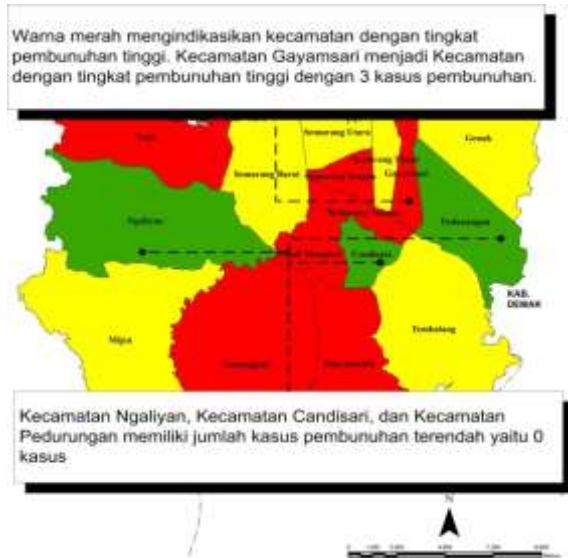 Warna merah mengindikasikan kecamatan dengan tingkat
pembunuhan tinggi. Kecamatan Gayamsari menjadi Kecamatan
dengan tingkat pembunuhan tinggi dengan 3 kasus pembunuhan.
Semarang Utara
Genuk
Semarang Barat
Ngaliyan
Pedurungan
Candisari
KAB.
DEMAK
Tembalang
Mijen
Gunungpati
Banyumanik
Kecamatan Ngaliyan, Kecamatan Candisari, dan Kecamatan
Pedurungan memiliki jumlah kasus pembunuhan terendah yaitu 0
kasus
N